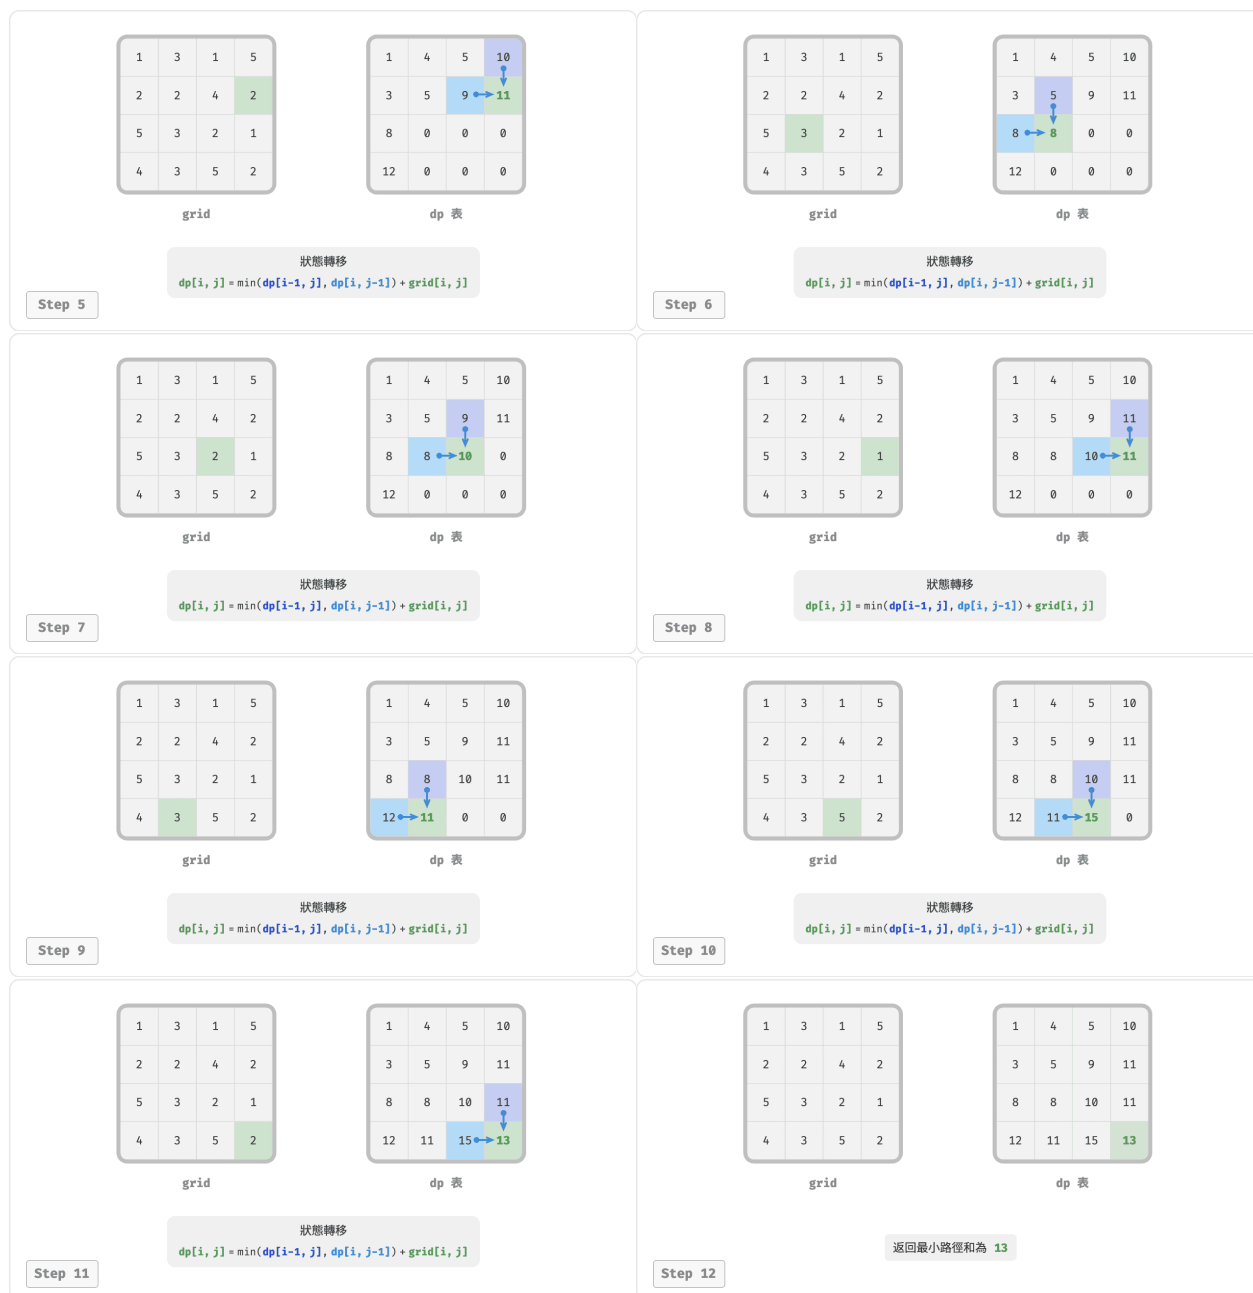 1 3 1 5
2 2 4 2
5 3 2 1
4 3 5 2
grid
1 4 5 10
3 5 9 11
8 0 0 0
12 0 0 0
dp 表
狀態轉移
dp[i, j] = min(dp[i-1, j], dp[i, j-1]) + grid[i, j]
Step 5
1 3 1 5
2 2 4 2
5 3 2 1
4 3 5 2
grid
1 4 5 10
3 5 9 11
8 8 0 0
12 0 0 0
dp 表
狀態轉移
dp[i, j] = min(dp[i-1, j], dp[i, j-1]) + grid[i, j]
Step 6
1 3 1 5
2 2 4 2
5 3 2 1
4 3 5 2
grid
1 4 5 10
3 5 9 11
8 8 10 0
12 0 0 0
dp 表
狀態轉移
dp[i, j] = min(dp[i-1, j], dp[i, j-1]) + grid[i, j]
Step 7
1 3 1 5
2 2 4 2
5 3 2 1
4 3 5 2
grid
1 4 5 10
3 5 9 11
8 8 10 11
12 0 0 0
dp 表
狀態轉移
dp[i, j] = min(dp[i-1, j], dp[i, j-1]) + grid[i, j]
Step 8
1 3 1 5
2 2 4 2
5 3 2 1
4 3 5 2
grid
1 4 5 10
3 5 9 11
8 8 10 11
12 11 0 0
dp 表
狀態轉移
dp[i, j] = min(dp[i-1, j], dp[i, j-1]) + grid[i, j]
Step 9
1 3 1 5
2 2 4 2
5 3 2 1
4 3 5 2
grid
1 4 5 10
3 5 9 11
8 8 10 11
12 11 15 0
dp 表
狀態轉移
dp[i, j] = min(dp[i-1, j], dp[i, j-1]) + grid[i, j]
Step 10
1 3 1 5
2 2 4 2
5 3 2 1
4 3 5 2
grid
1 4 5 10
3 5 9 11
8 8 10 11
12 11 15 13
dp 表
狀態轉移
dp[i, j] = min(dp[i-1, j], dp[i, j-1]) + grid[i, j]
Step 11
1 3 1 5
2 2 4 2
5 3 2 1
4 3 5 2
grid
1 4 5 10
3 5 9 11
8 8 10 11
12 11 15 13
dp 表
返回最小路徑和為 13
Step 12